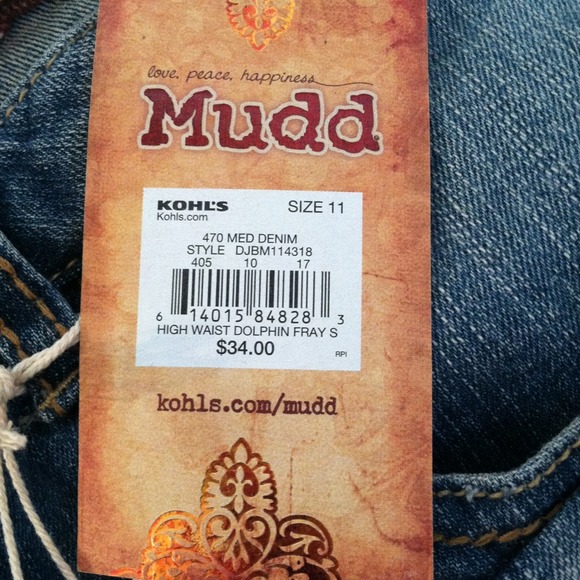 love. peace. happiness
Mudd
KOHL'S SIZE 11
Kohls.com
470 MED DENIM
STYLE DJBM114318
405 10 17
6 14015 84828 3
HIGH WAIST DOLPHIN FRAY S
$34.00
RPI
kohls.com/mudd